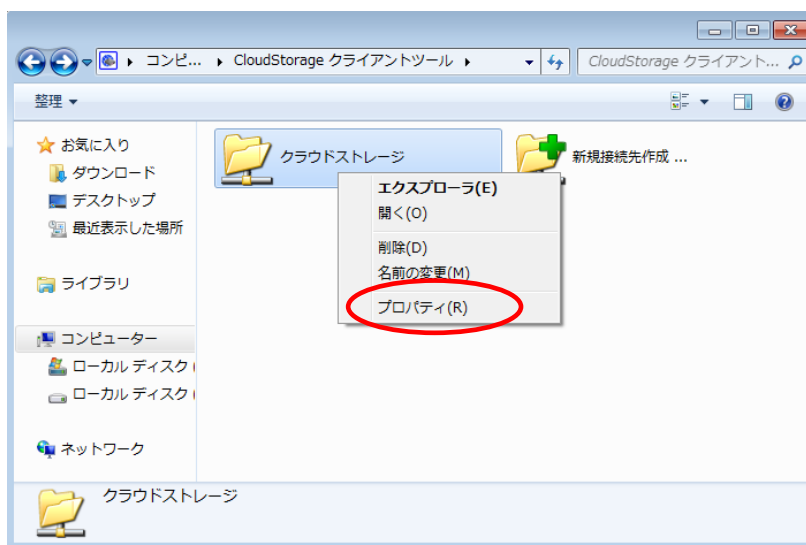 コンピ... ▸ CloudStorage クライアントツール ▸
CloudStorage クライアント...
整理
お気に入り
ダウンロード
デスクトップ
最近表示した場所
ライブラリ
コンピューター
ローカル ディスク (
ローカル ディスク (
ネットワーク
クラウドストレージ
新規接続先作成 ...
エクスプローラ(E)
開く(O)
削除(D)
名前の変更(M)
プロパティ(R)
クラウドストレージ